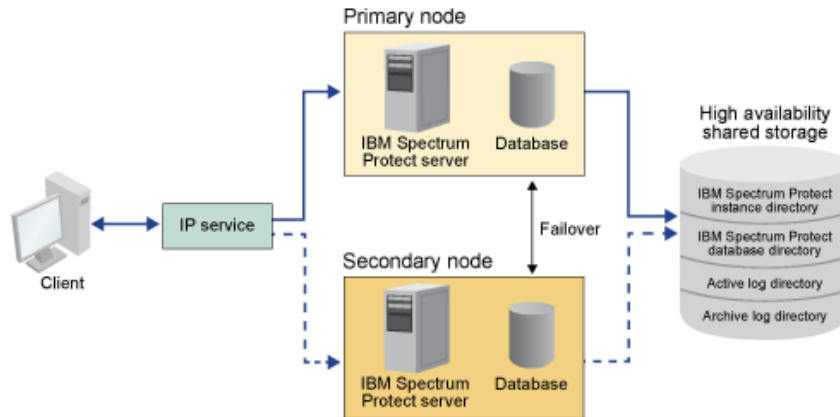 Primary node
IBM Spectrum
Protect server
Database
High availability
shared storage
IBM Spectrum Protect
instance directory
IBM Spectrum Protect
database directory
Active log directory
Archive log directory
IP service
Client
Failover
Secondary node
IBM Spectrum
Protect server
Database